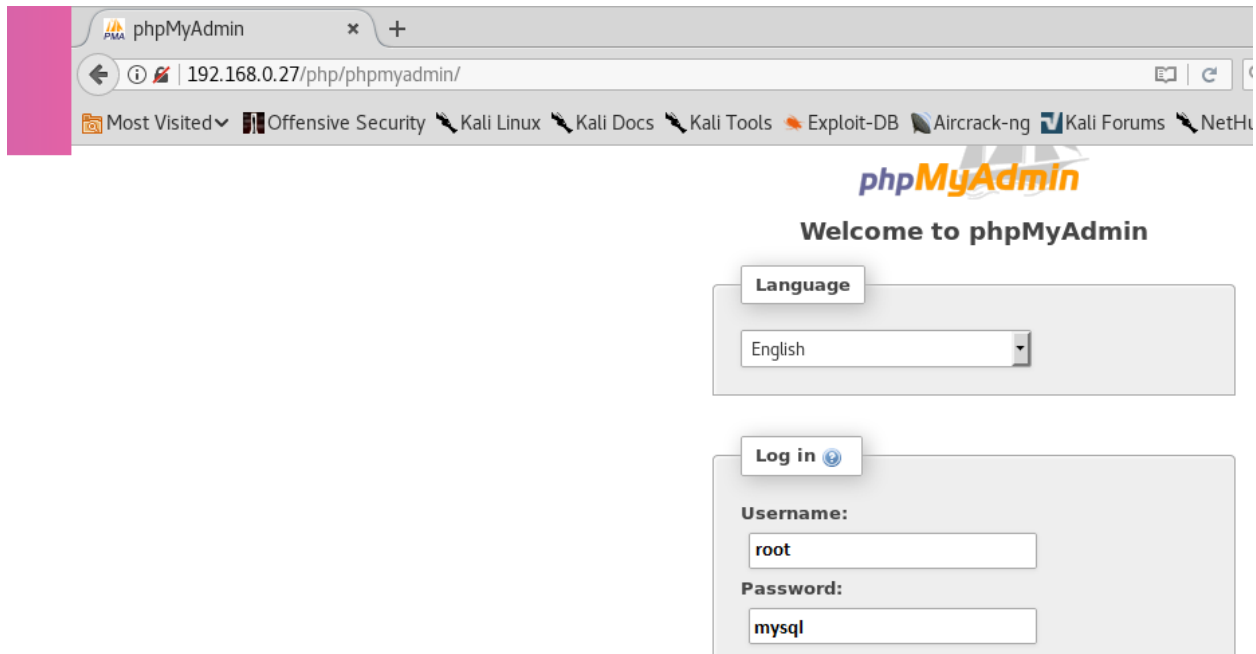 PMA phpMyAdmin
192.168.0.27/php/phpmyadmin/
Most Visited Offensive Security Kali Linux Kali Docs Kali Tools Exploit-DB Aircrack-ng Kali Forums NetHu
phpMyAdmin
Welcome to phpMyAdmin
Language
English
Log in
Username:
root
Password:
mysql